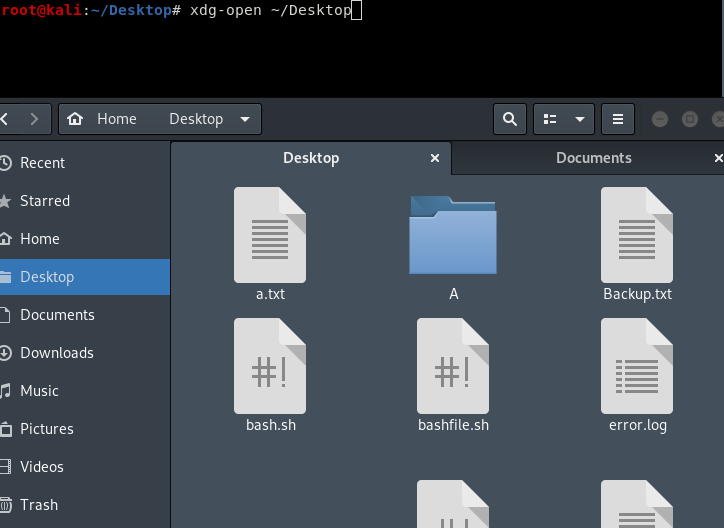 root@kali:~/Desktop# xdg-open ~/Desktop
Home Desktop
Recent
Starred
Home
Desktop
Documents
Downloads
Music
Pictures
Videos
Trash
Desktop × Documents ×
a.txt A Backup.txt
#! #!
bash.sh bashfile.sh error.log
#!